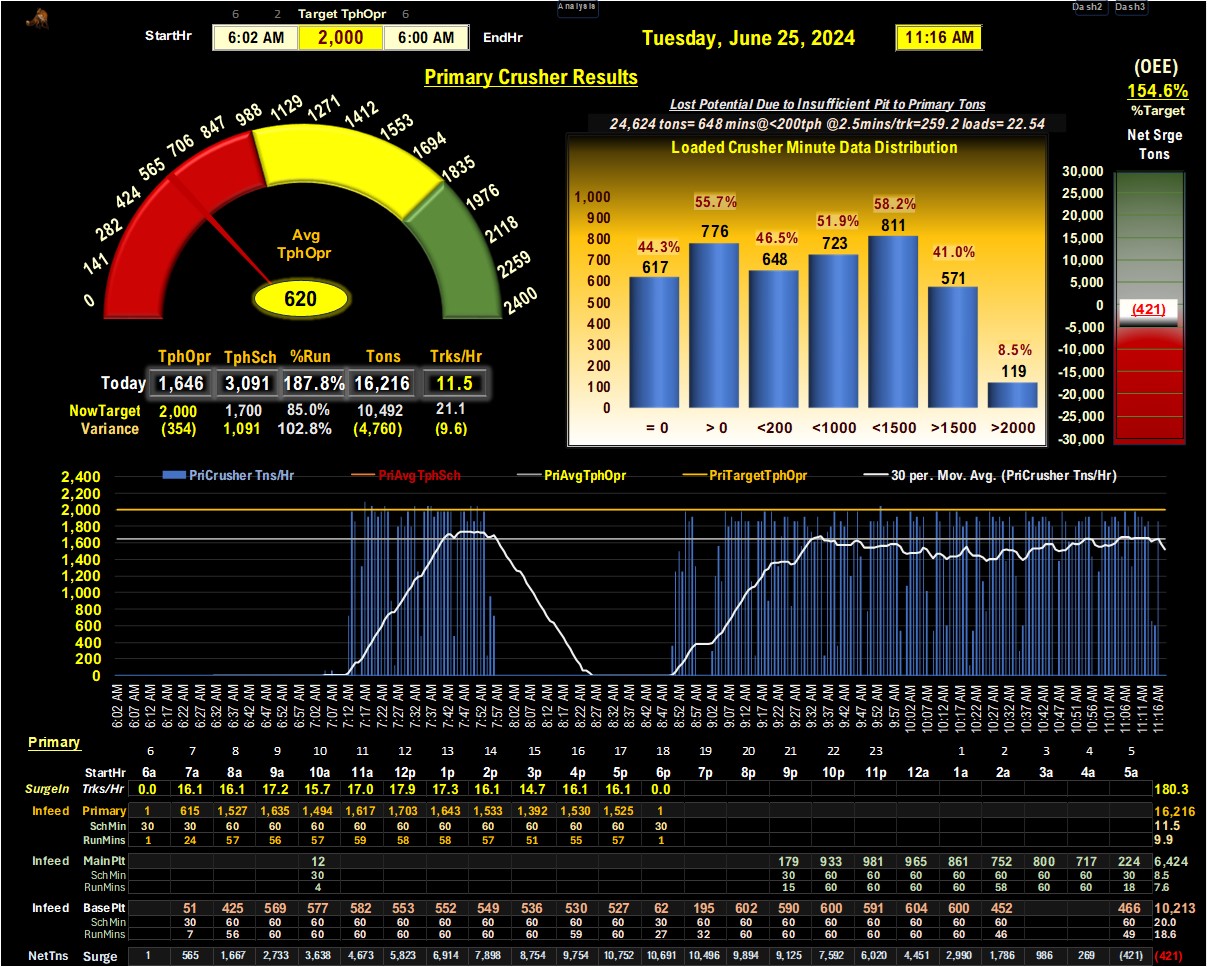 6 2 Target TphOpr 6 Analysis Dash2 Dash3
StartHr 6:02 AM 2,000 6:00 AM EndHr Tuesday, June 25, 2024 11:16 AM
Primary Crusher Results
(OEE)
154.6%
%Target
Net Srge
Tons
0 141 282 424 565 706 847 988 1129 1271 1412 1553 1694 1835 1976 2118 2259 2400
Avg
TphOpr
620
Lost Potential Due to Insufficient Pit to Primary Tons
24,624 tons= 648 mins@<200tph @2.5mins/trk=259.2 loads= 22.54
Loaded Crusher Minute Data Distribution
1,000
900
800
700
600
500
400
300
200
100
0
44.3% 55.7% 46.5% 51.9% 58.2% 41.0% 8.5%
617 776 648 723 811 571 119
= 0 > 0 <200 <1000 <1500 >1500 >2000
30,000
25,000
20,000
15,000
10,000
5,000
0
-5,000
-10,000
-15,000
-20,000
-25,000
-30,000
(421)
TphOpr TphSch %Run Tons Trks/Hr
Today 1,646 3,091 187.8% 16,216 11.5
NowTarget 2,000 1,700 85.0% 10,492 21.1
Variance (354) 1,091 102.8% (4,760) (9.6)
PriCrusher Tns/Hr PriAvgTphSch PriAvgTphOpr PriTargetTphOpr 30 per. Mov. Avg. (PriCrusher Tns/Hr)
2,400
2,200
2,000
1,800
1,600
1,400
1,200
1,000
800
600
400
200
0
6:02 AM 6:07 AM 6:12 AM 6:17 AM 6:22 AM 6:27 AM 6:32 AM 6:37 AM 6:42 AM 6:47 AM 6:52 AM 6:57 AM 7:02 AM 7:07 AM 7:12 AM 7:17 AM 7:22 AM 7:27 AM 7:32 AM 7:37 AM 7:42 AM 7:47 AM 7:52 AM 7:57 AM 8:02 AM 8:07 AM 8:12 AM 8:17 AM 8:22 AM 8:27 AM 8:32 AM 8:37 AM 8:42 AM 8:47 AM 8:52 AM 8:57 AM 9:02 AM 9:07 AM 9:12 AM 9:17 AM 9:22 AM 9:27 AM 9:32 AM 9:37 AM 9:42 AM 9:47 AM 9:52 AM 9:57 AM 10:02 AM 10:07 AM 10:12 AM 10:17 AM 10:22 AM 10:27 AM 10:32 AM 10:37 AM 10:42 AM 10:47 AM 10:51 AM 10:56 AM 11:01 AM 11:06 AM 11:11 AM 11:16 AM
Primary 6 7 8 9 10 11 12 13 14 15 16 17 18 19 20 21 22 23 1 2 3 4 5
StartHr 6a 7a 8a 9a 10a 11a 12p 1p 2p 3p 4p 5p 6p 7p 8p 9p 10p 11p 12a 1a 2a 3a 4a 5a
SurgeIn Trks/Hr 0.0 16.1 16.1 17.2 15.7 17.0 17.9 17.3 16.1 14.7 16.1 16.1 0.0 180.3
Infeed Primary 1 615 1,527 1,635 1,494 1,617 1,703 1,643 1,533 1,392 1,530 1,525 1 16,216
SchMin 30 30 60 60 60 60 60 60 60 60 60 60 30 11.5
RunMins 1 24 57 56 57 59 58 58 57 51 55 57 1 9.9
Infeed MainPlt 12 179 933 981 965 861 752 800 717 224 6,424
SchMin 30 30 60 60 60 60 60 60 60 30 8.5
RunMins 4 15 60 60 60 60 58 60 60 18 7.6
Infeed BasePlt 51 425 569 577 582 553 552 549 536 530 527 62 195 602 590 600 591 604 600 452 466 10,213
SchMin 30 60 60 60 60 60 60 60 60 60 60 30 60 60 60 60 60 60 60 60 60 20.0
RunMins 7 56 60 60 60 60 60 60 60 59 60 27 32 60 60 60 60 60 60 46 49 18.6
NetTns Surge 1 565 1,667 2,733 3,638 4,673 5,823 6,914 7,898 8,754 9,754 10,752 10,691 10,496 9,894 9,125 7,592 6,020 4,451 2,990 1,786 986 269 (421) (421)